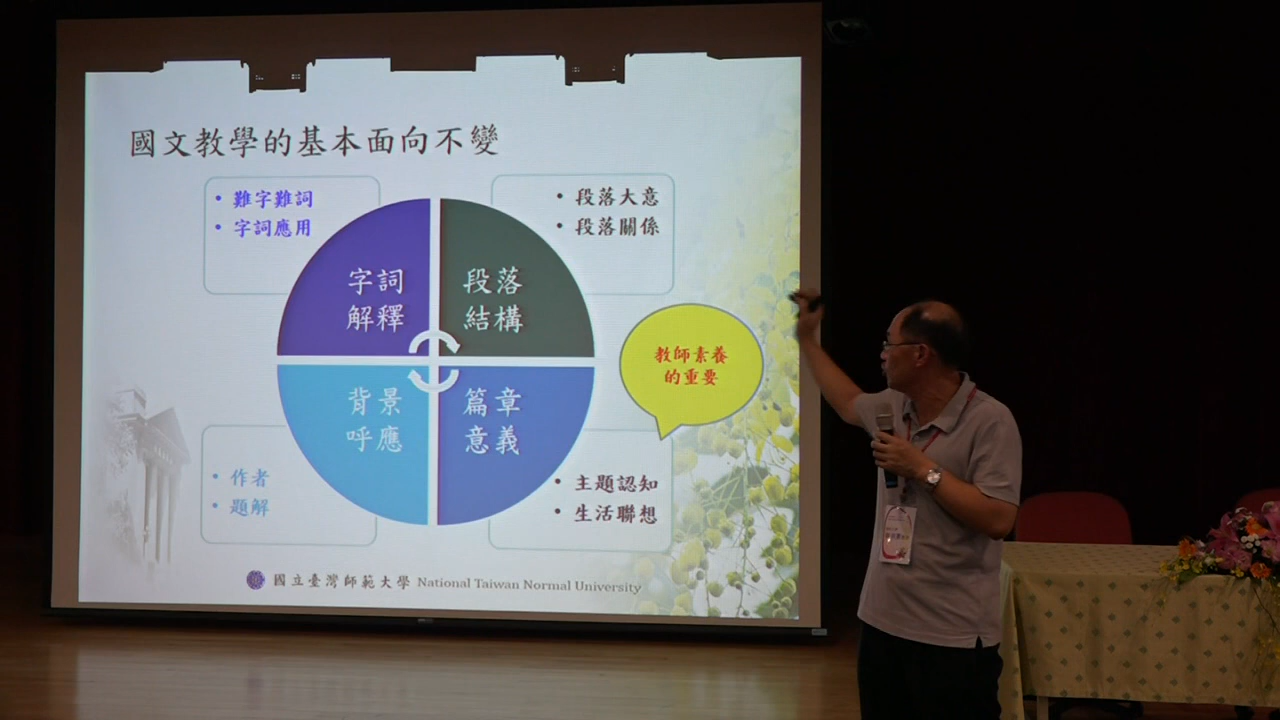 國文教學的基本面向不變
• 難字難詞
• 字詞應用
• 段落大意
• 段落關係
字詞
解釋
段落
結構
教師素養
的重要
背景
呼應
篇章
意義
• 作者
• 題解
• 主題認知
• 生活聯想
國立臺灣師範大學 National Taiwan Normal University